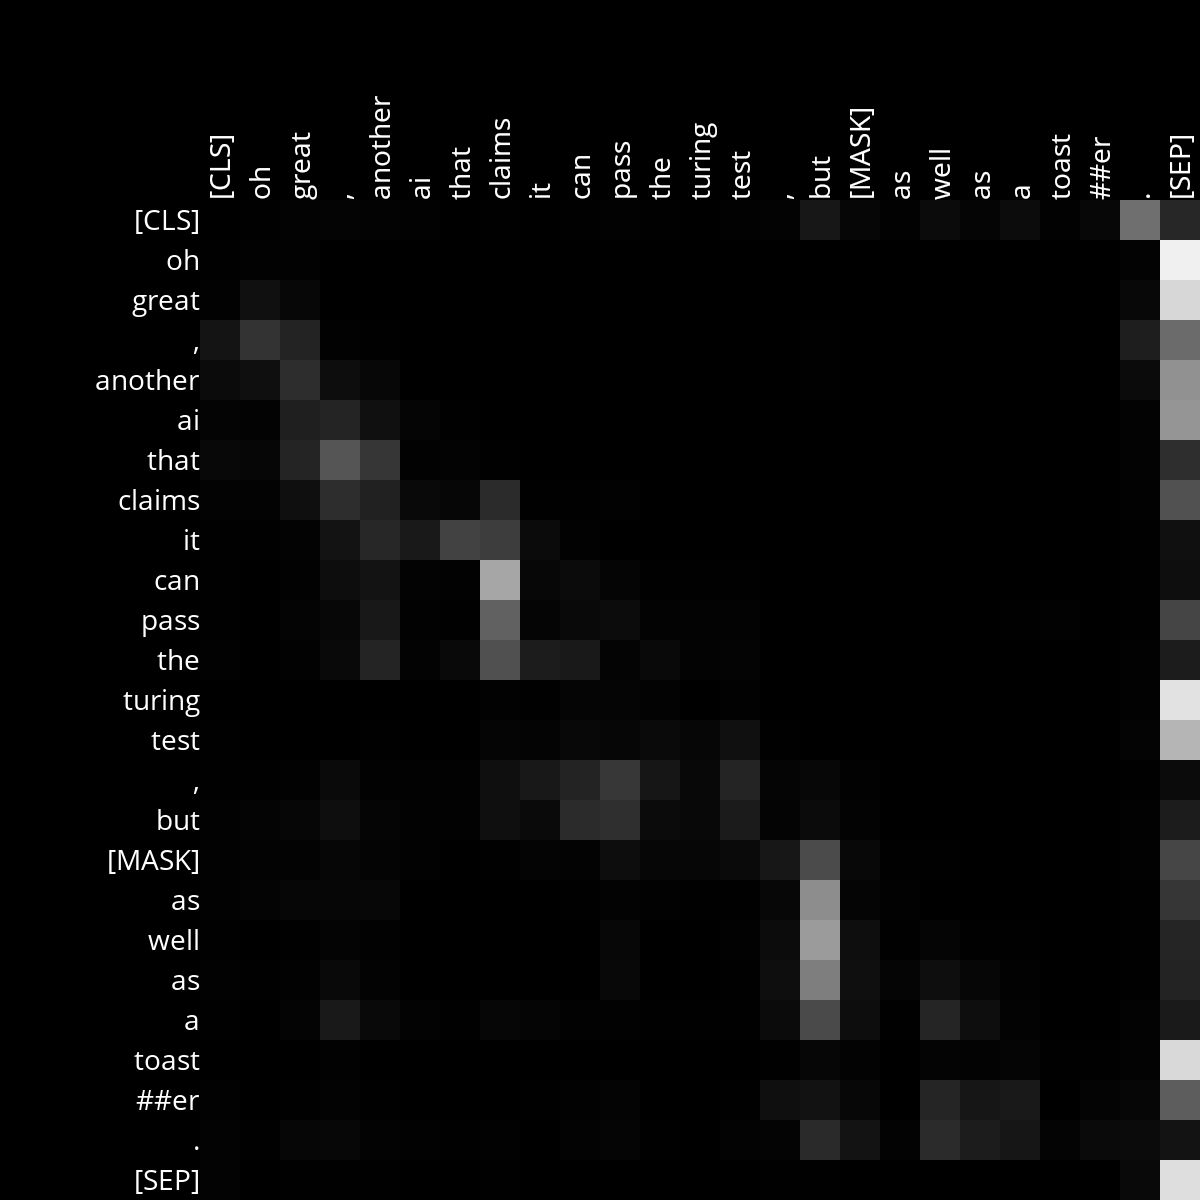 [CLS] oh great , another ai that claims it can pass the turing test , but [MASK] as well as a toast ##er . [SEP]
[CLS]
oh
great
,
another
ai
that
claims
it
can
pass
the
turing
test
,
but
[MASK]
as
well
as
a
toast
##er
.
[SEP]